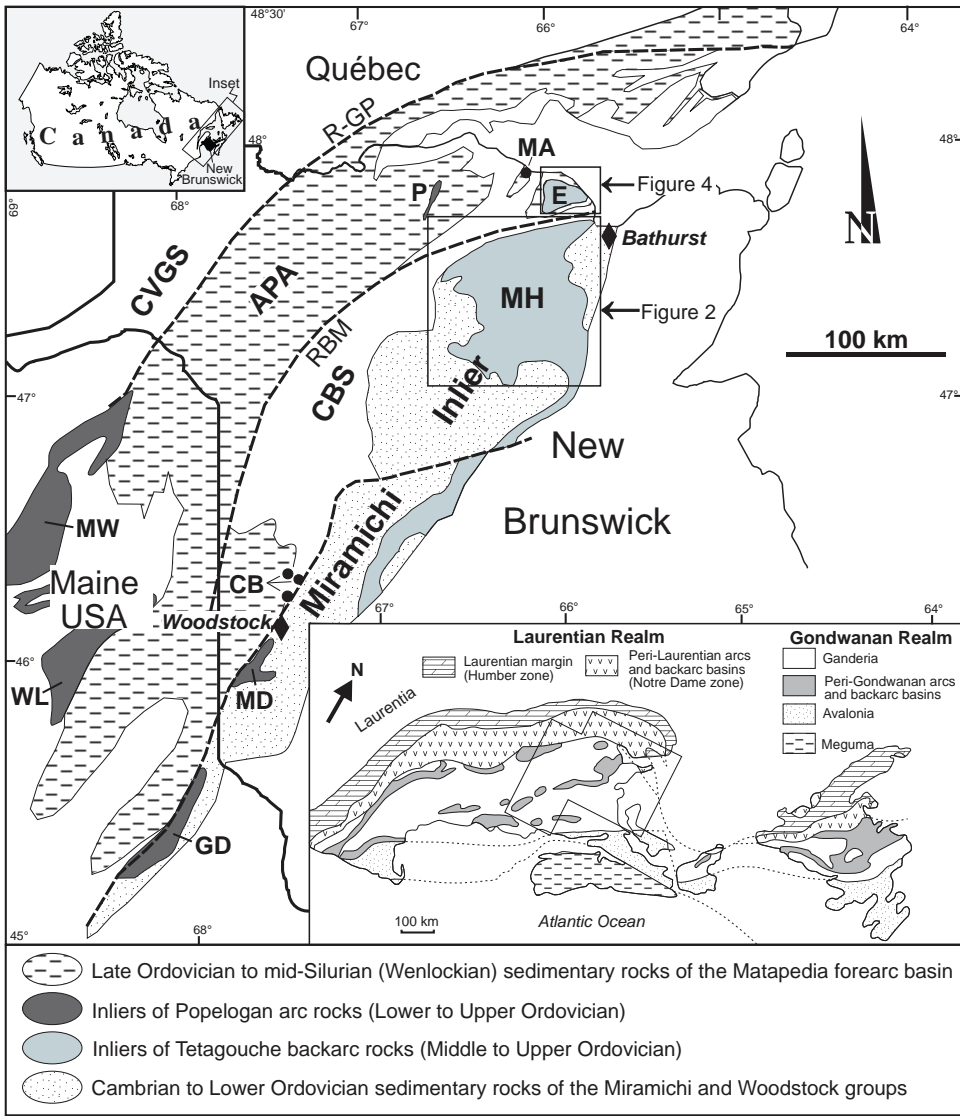 48°30'
67°
66°
64°
Québec
Inset
Canada
New
Brunswick
R-GP
48°
48°
69°
68°
MA
Figure 4
P
E
N
Bathurst
CVGS
APA
MH
Figure 2
RBM
100 km
CBS
Inlier
47°
47°
New
Brunswick
MW
Miramichi
Maine
USA
CB
Woodstock
67°
66°
65°
64°
46°
WL
MD
GD
45°
68°
Laurentian Realm
Laurentian margin
(Humber zone)
Peri-Laurentian arcs
and backarc basins
(Notre Dame zone)
Gondwanan Realm
Ganderia
Peri-Gondwanan arcs
and backarc basins
Avalonia
Meguma
N
Laurentia
100 km
Atlantic Ocean
Late Ordovician to mid-Silurian (Wenlockian) sedimentary rocks of the Matapedia forearc basin
Inliers of Popelogan arc rocks (Lower to Upper Ordovician)
Inliers of Tetagouche backarc rocks (Middle to Upper Ordovician)
Cambrian to Lower Ordovician sedimentary rocks of the Miramichi and Woodstock groups